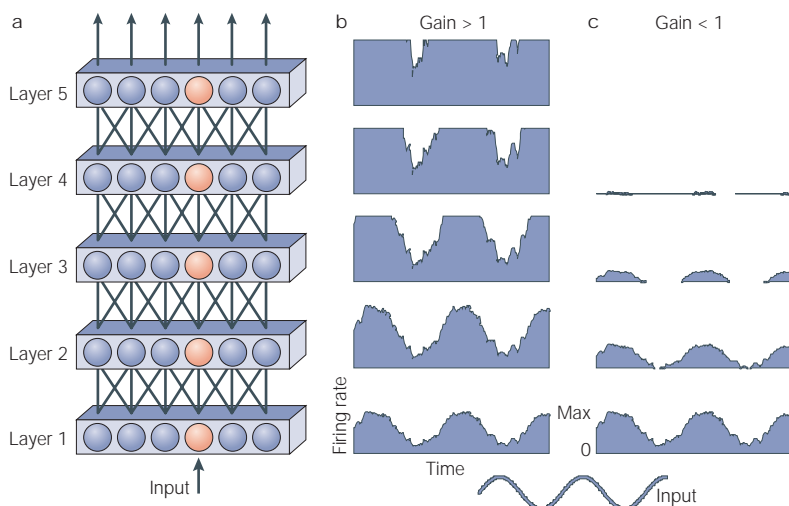 a
b
Gain > 1
c
Gain < 1
Layer 5
Layer 4
Layer 3
Layer 2
Layer 1
Input
Firing rate
Time
Max
0
Input